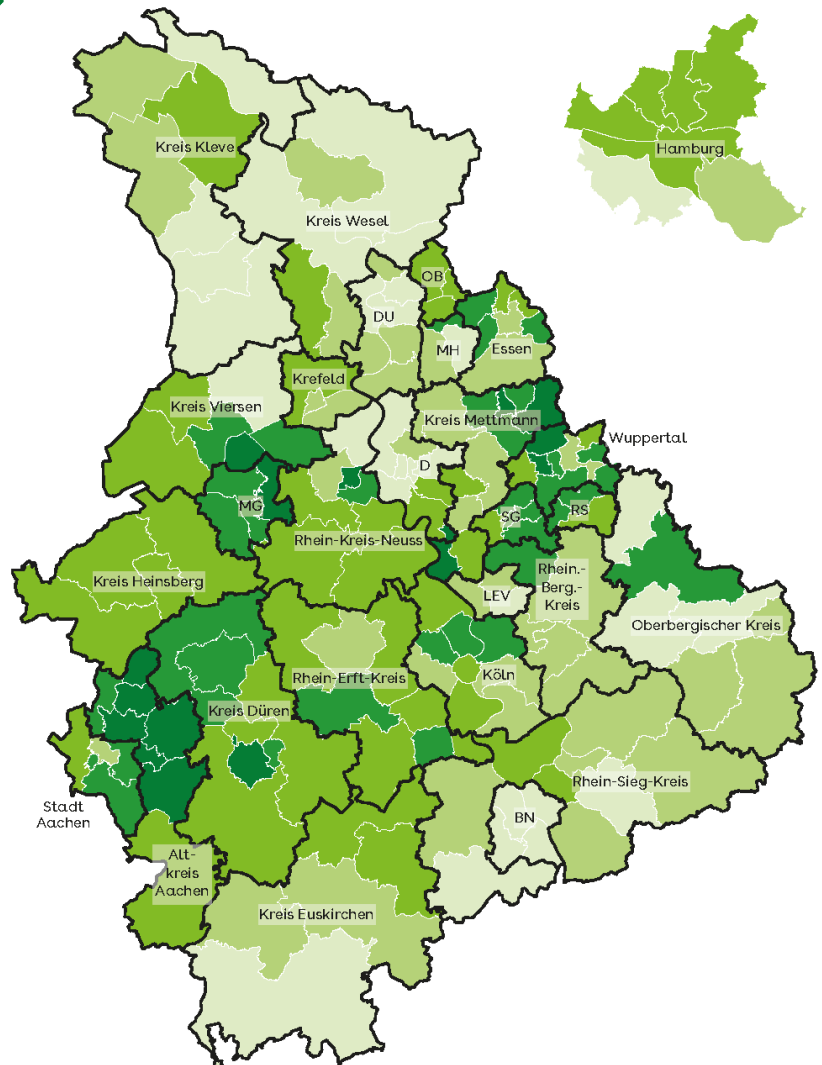 Kreis Kleve
Hamburg
Kreis Wesel
OB
DU
MH
Essen
Krefeld
Kreis Viersen
Kreis Mettmann
Wuppertal
D
MG
SG
RS
Rhein-Kreis-Neuss
Kreis Heinsberg
LEV
Rhein.-
Berg.-
Kreis
Oberbergischer Kreis
Rhein-Erft-Kreis
Köln
Kreis Düren
Rhein-Sieg-Kreis
Stadt
Aachen
BN
Alt-
kreis
Aachen
Kreis Euskirchen